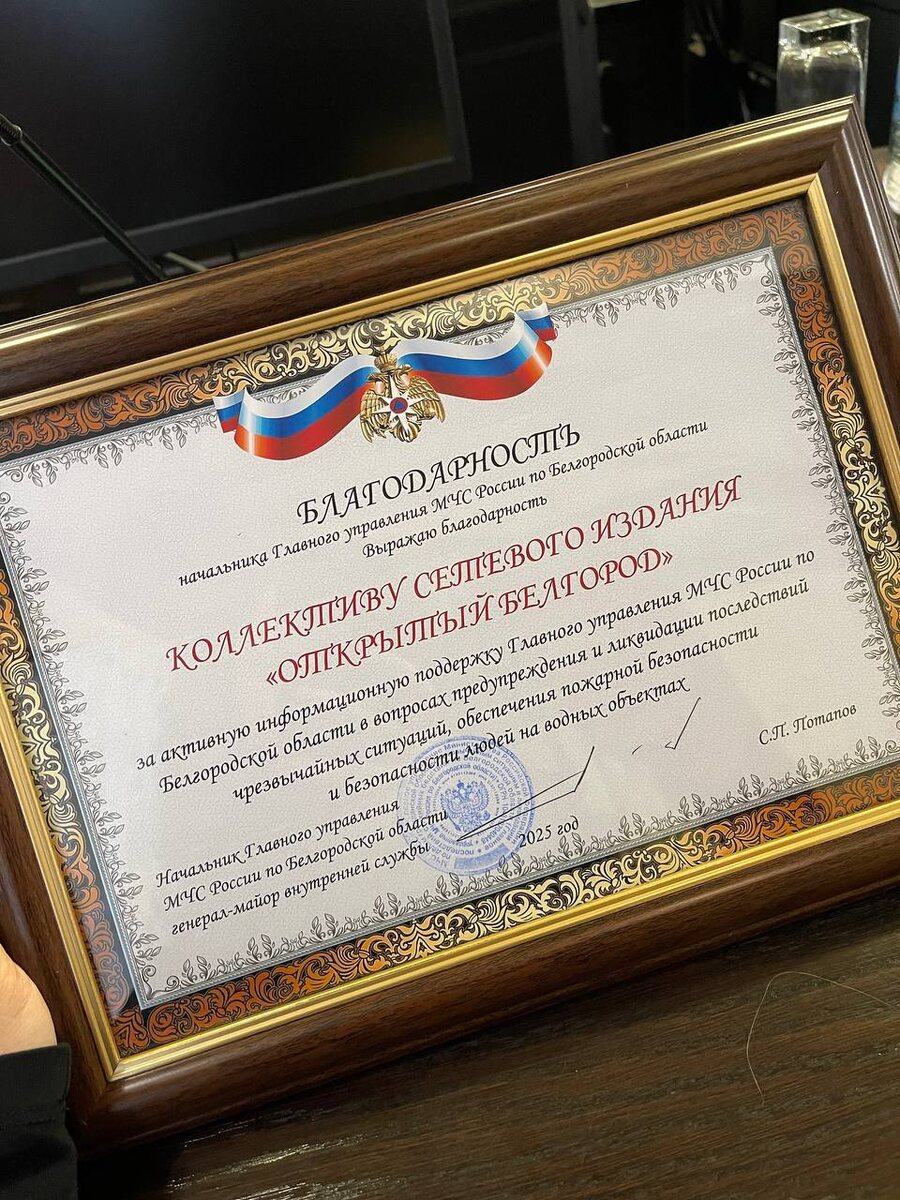 БЛАГОДАРНОСТЬ
начальника Главного управления МЧС России по Белгородской области
Выражаю благодарность
КОЛЛЕКТИВУ СЕТЕВОГО ИЗДАНИЯ
«ОТКРЫТЫЙ БЕЛГОРОД»
за активную информационную поддержку Главного управления МЧС России по
Белгородской области в вопросах предупреждения и ликвидации последствий
чрезвычайных ситуаций, обеспечения пожарной безопасности
и безопасности людей на водных объектах
Начальник Главного управления
МЧС России по Белгородской области
генерал-майор внутренней службы
С.П. Потапов
2025 год